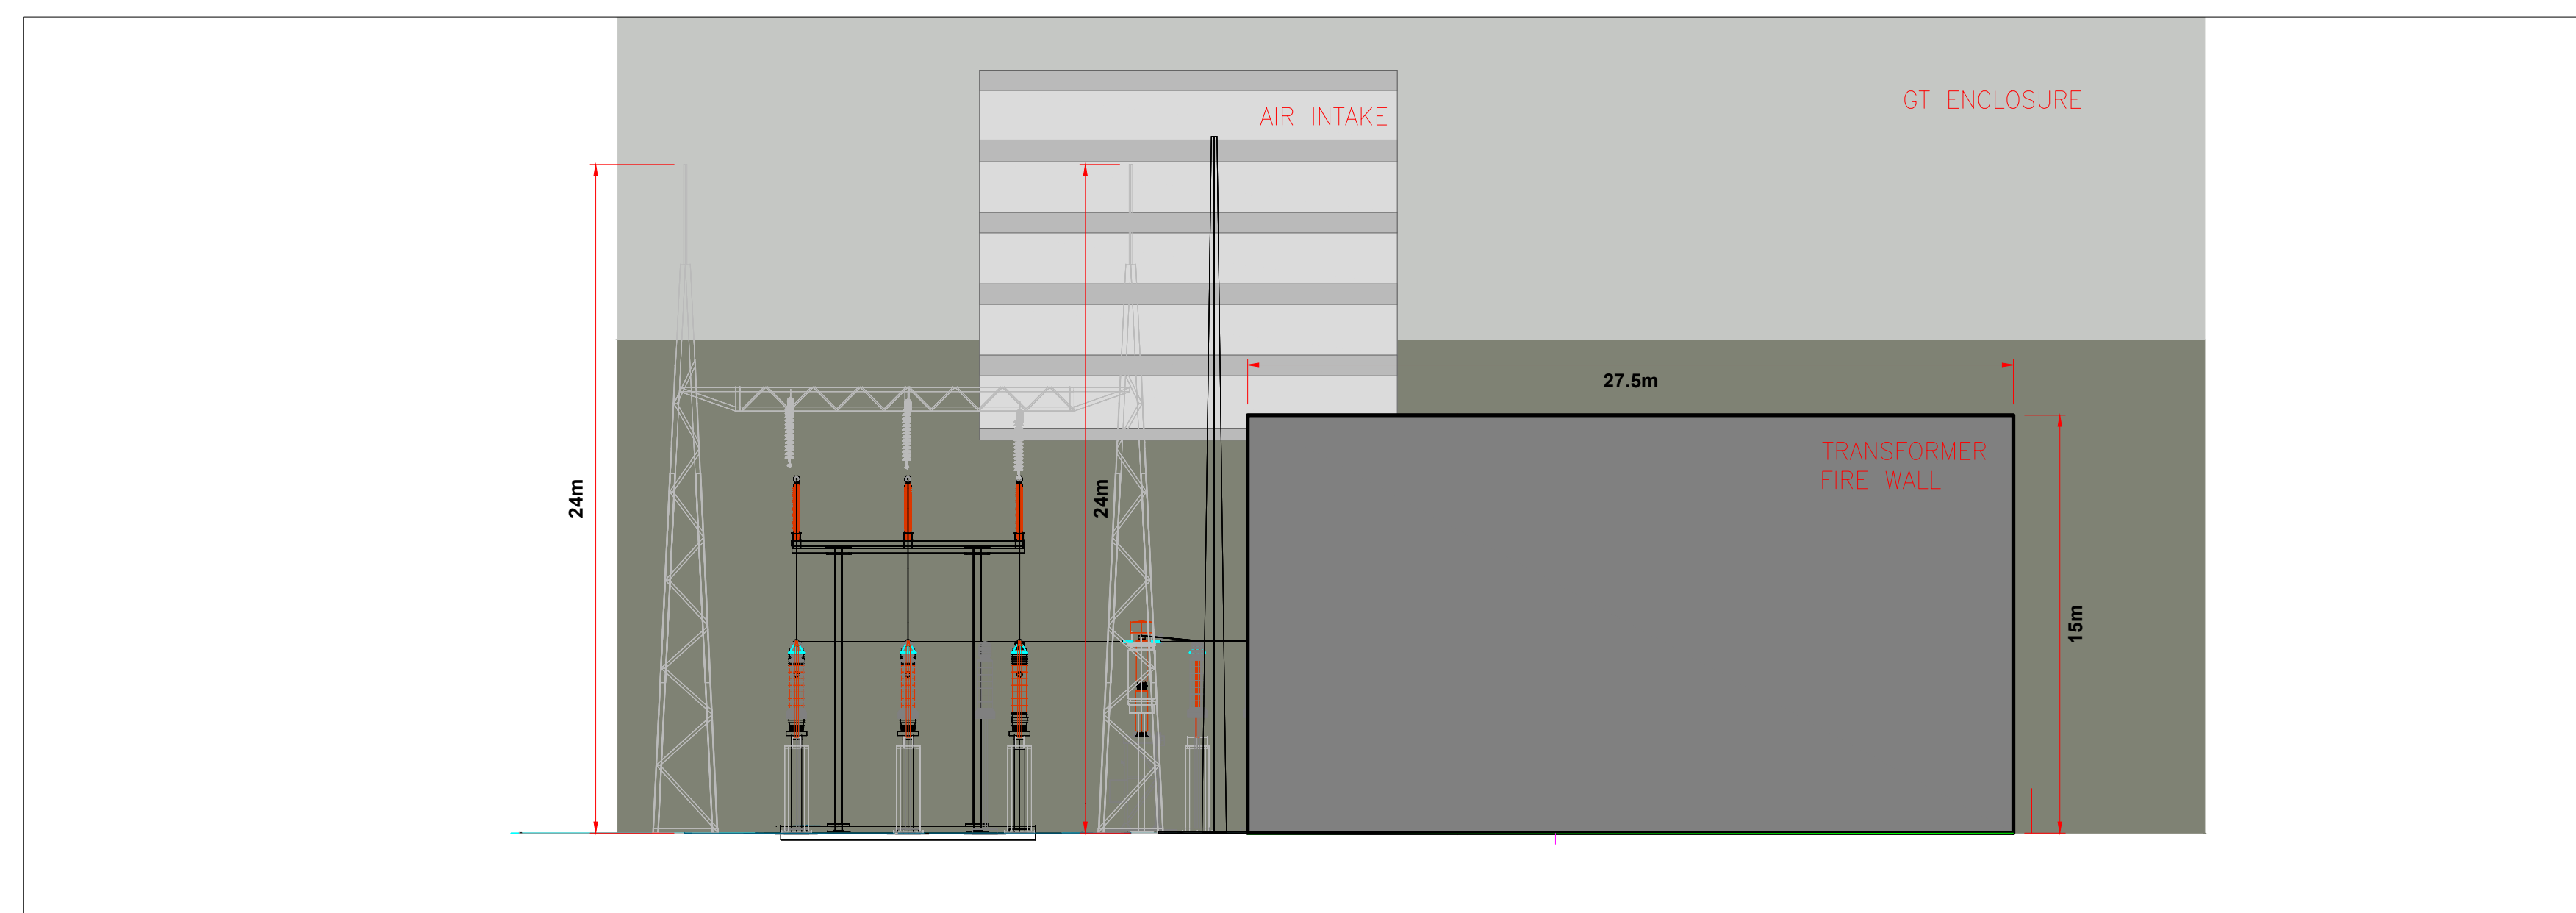 GT ENCLOSURE
AIR INTAKE
27.5m
TRANSFORMER
FIRE WALL
24m
24m
15m